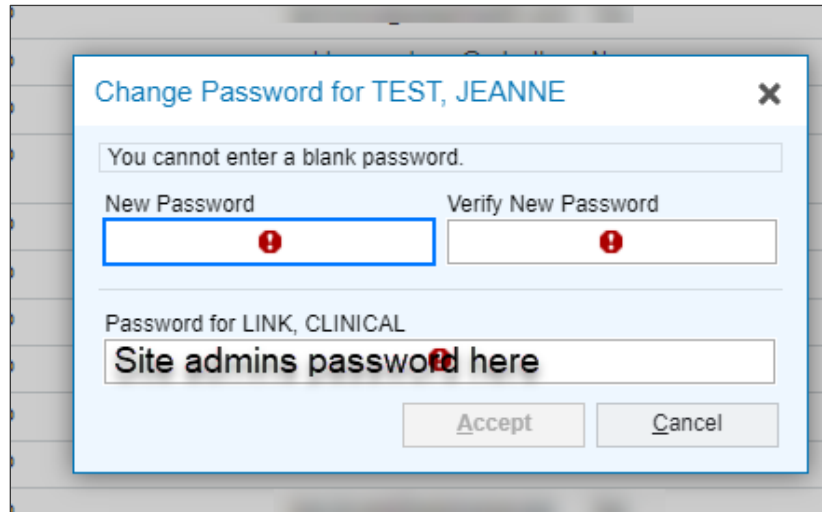 Change Password for TEST, JEANNE
You cannot enter a blank password.
New Password Verify New Password
Password for LINK, CLINICAL
Site admins password here
Accept Cancel